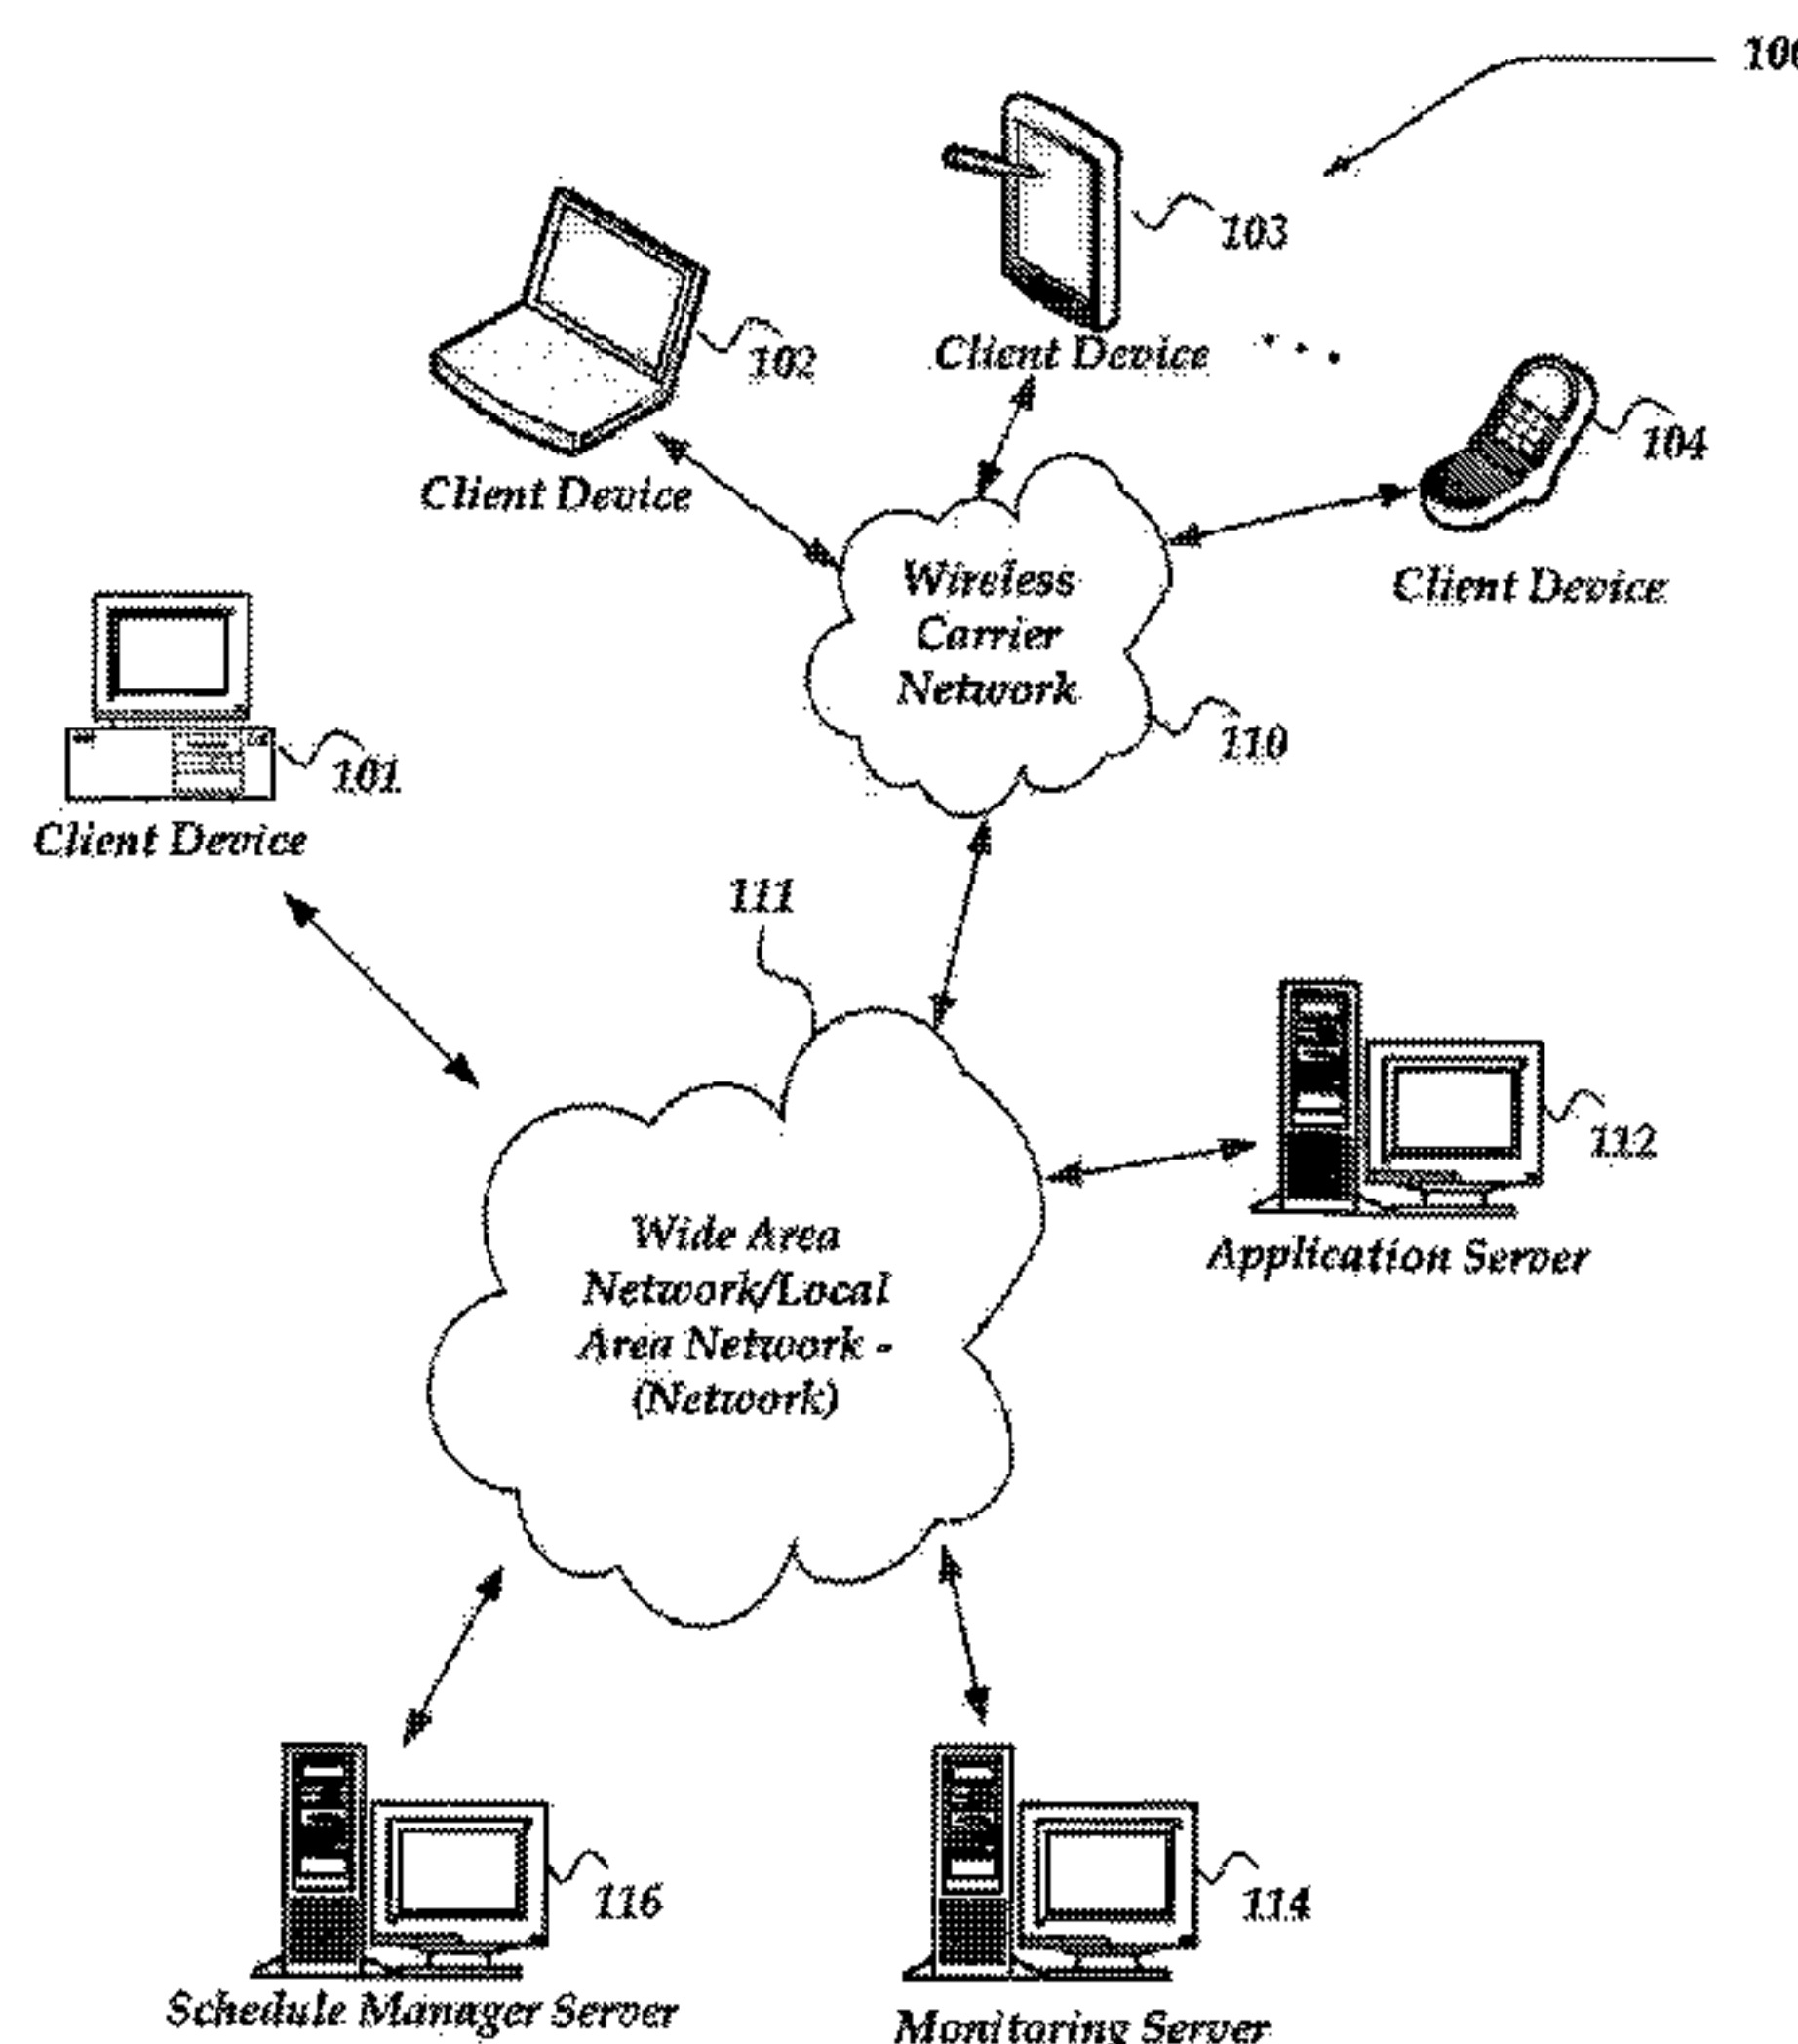 100
103
102
Client Device
104
Client Device
Client Device
Wireless
Carrier
Network
110
101
Client Device
111
112
Wide Area
Network/Local
Area Network -
(Network)
Application Server
116
114
Schedule Manager Server
Monitoring Server